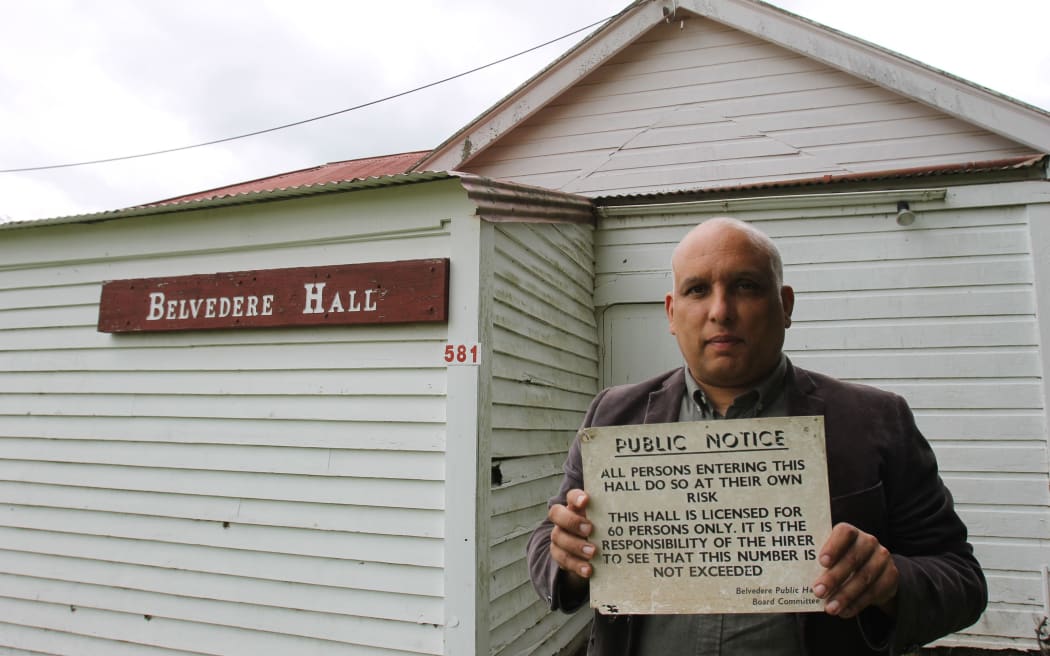 BELVEDERE HALL
581
PUBLIC NOTICE
ALL PERSONS ENTERING THIS
HALL DO SO AT THEIR OWN
RISK
THIS HALL IS LICENSED FOR
60 PERSONS ONLY. IT IS THE
RESPONSIBILITY OF THE HIRER
TO SEE THAT THIS NUMBER IS
NOT EXCEEDED
Belvedere Public
Board Committee